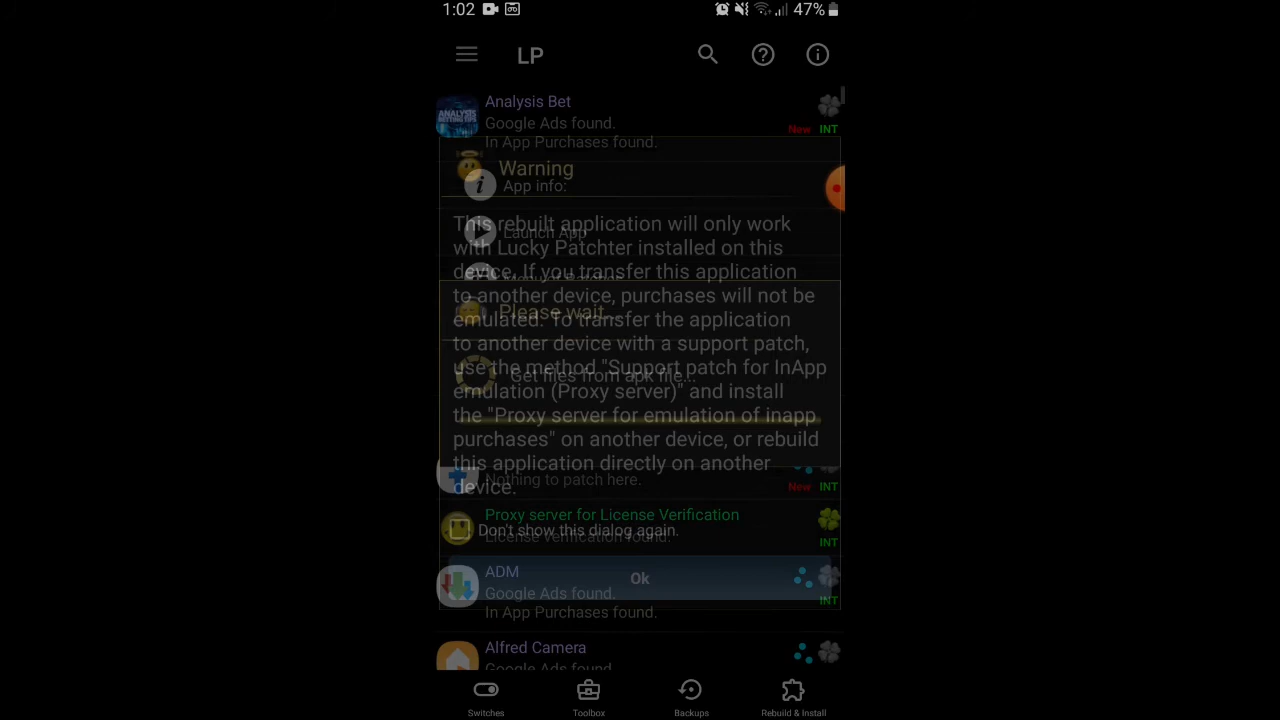 1:02
47%
LP
Analysis Bet
ANALYSIS
BETTING TIPS
Google Ads found.
In App Purchases found.
New INT
Warning
App info:
This rebuilt application will only work
Launch App
with Lucky Patchter installed on this
device. If you transfer this application
to another device, purchases will not be
Please wait...
emulated. To transfer the application
to another device with a support patch,
use the method "Support patch for InApp
Get files from apk file...
emulation (Proxy server)" and install
the "Proxy server for emulation of inapp
purchases" on another device, or rebuild
this application directly on another
device.
Nothing to patch here.
New INT
Proxy server for License Verification
Don't show this dialog again.
License verification found.
INT
ADM
Ok
Google Ads found.
INT
In App Purchases found.
Alfred Camera
Google Ads found
Switches
Toolbox
Backups
Rebuild & Install